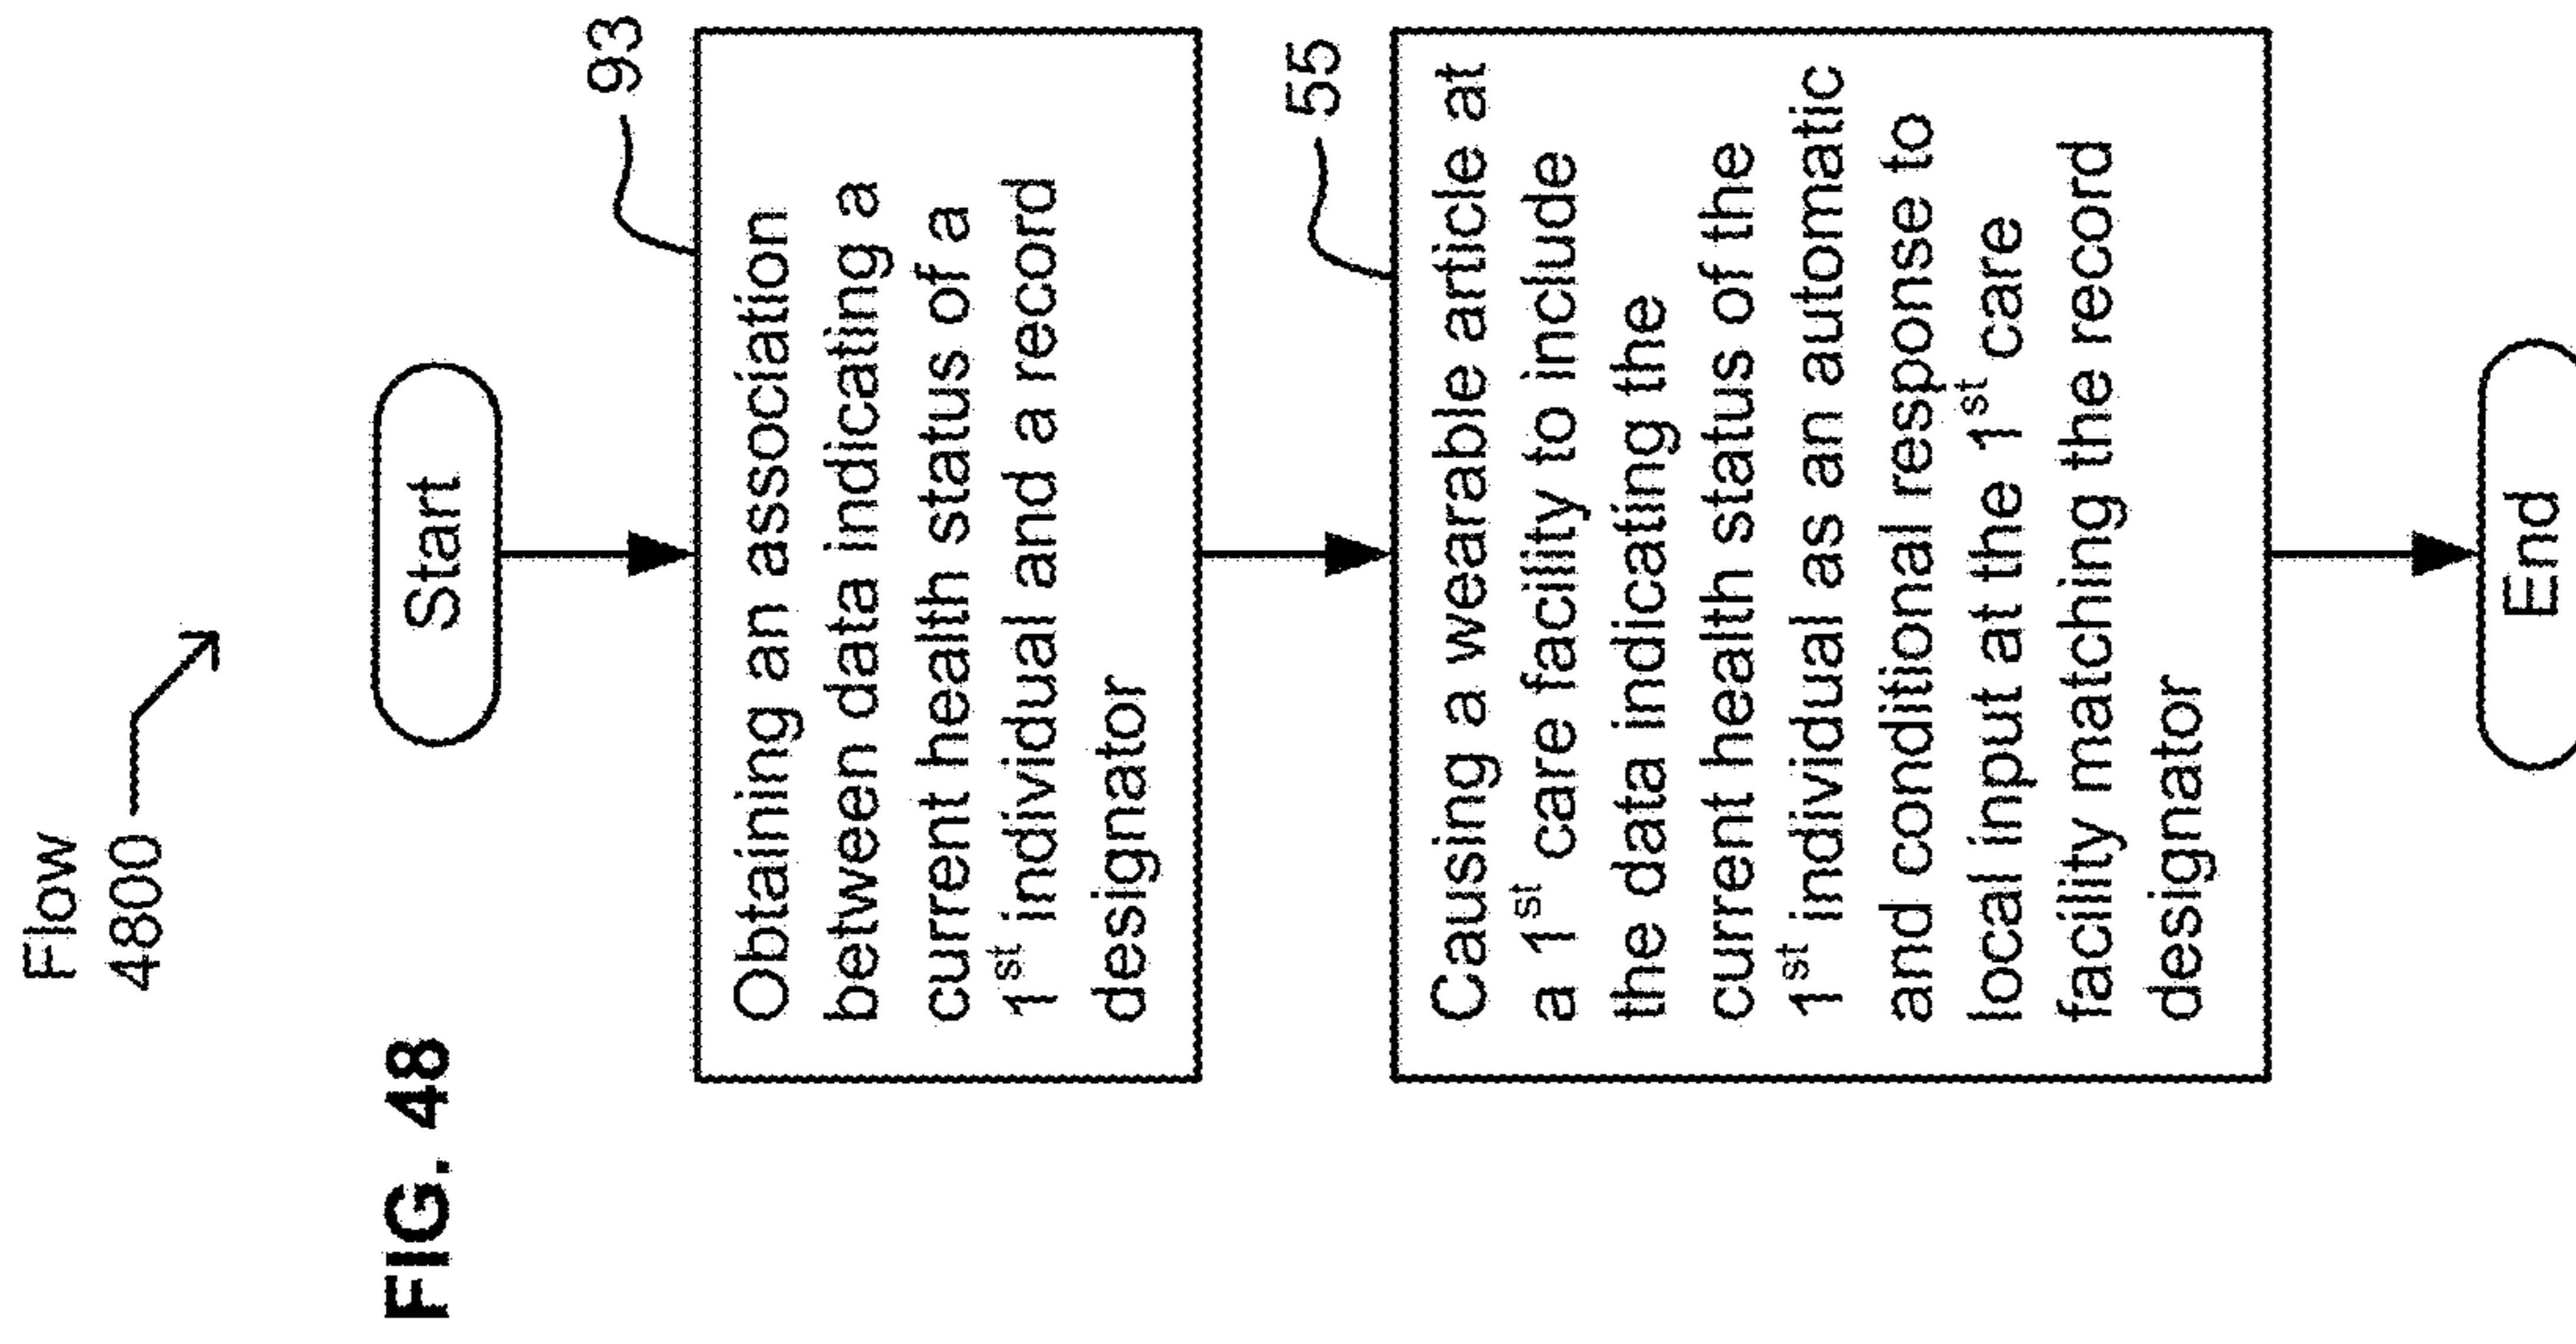 Flow
4800
FIG. 48
Start
93
Obtaining an association
between data indicating a
current health status of a
1st individual and a record
designator
55
Causing a wearable article at
a 1st care facility to include
the data indicating the
current health status of the
1st individual as an automatic
and conditional response to
local input at the 1st care
facility matching the record
designator
End